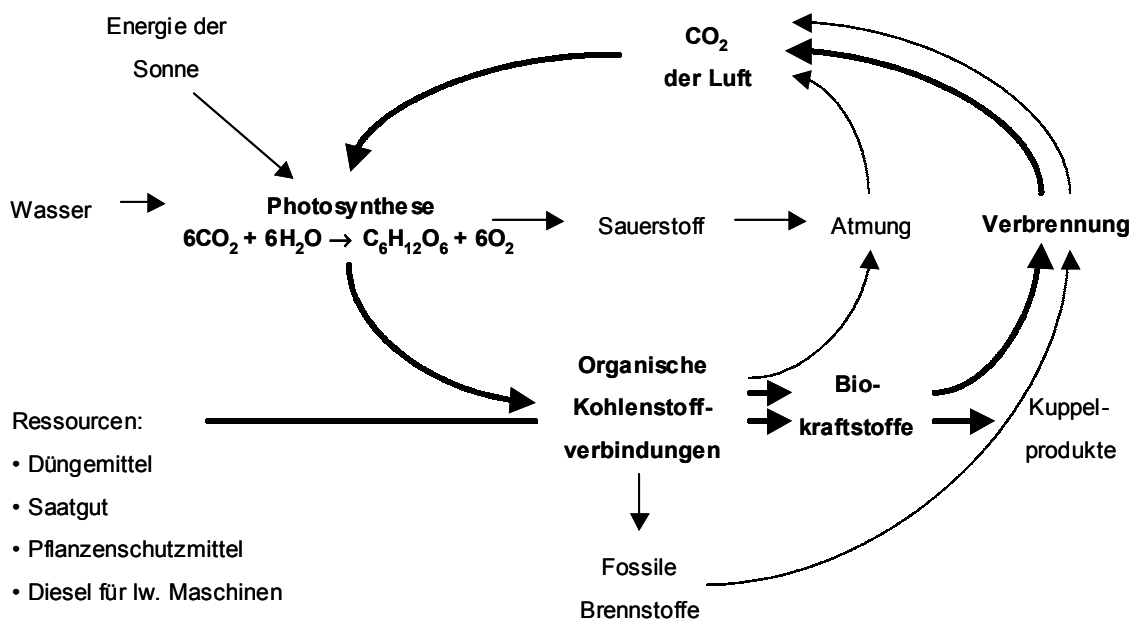 Energie der
Sonne
CO₂
der Luft
Wasser
Photosynthese
6CO₂ + 6H₂O → C₆H₁₂O₆ + 6O₂
Sauerstoff
Atmung
Verbrennung
Organische
Kohlenstoff-
verbindungen
Bio-
kraftstoffe
Kuppel-
produkte
Ressourcen:
• Düngemittel
• Saatgut
• Pflanzenschutzmittel
• Diesel für lw. Maschinen
Fossile
Brennstoffe